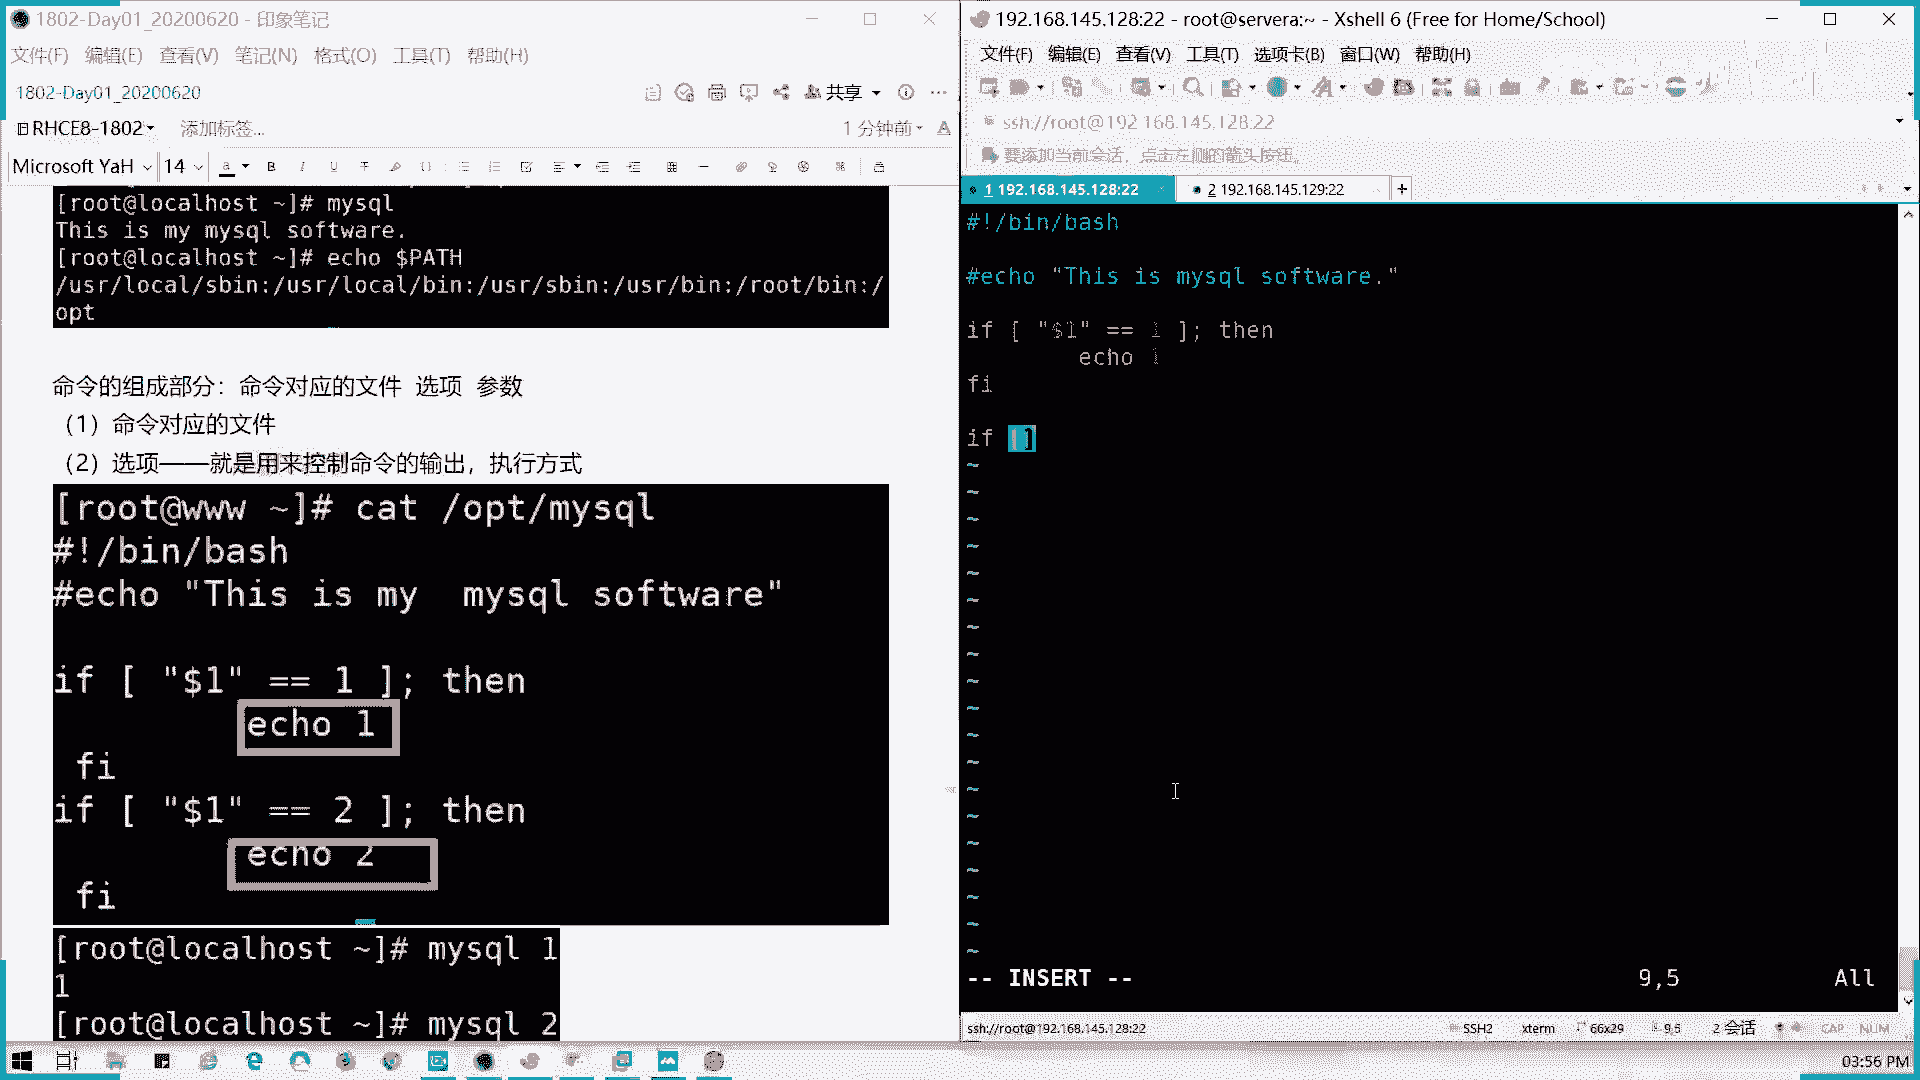 1802-Day01_20200620 - 印象笔记
文件(F) 编辑(E) 查看(V) 笔记(N) 格式(O) 工具(T) 帮助(H)
1802-Day01_20200620
共享
RHCE8-1802
添加标签...
1 分钟前
Microsoft YaH
14
[root@localhost ~]# mysql
This is my mysql software.
[root@localhost ~]# echo $PATH
/usr/local/sbin:/usr/local/bin:/usr/sbin:/usr/bin:/root/bin:/
opt
命令的组成部分：命令对应的文件 选项 参数
（1）命令对应的文件
（2）选项——就是用来控制命令的输出，执行方式
[root@www ~]# cat /opt/mysql
#!/bin/bash
#echo "This is my  mysql software"
if [ "$1" == 1 ]; then
echo 1
fi
if [ "$1" == 2 ]; then
echo 2
fi
[root@localhost ~]# mysql 1
1
[root@localhost ~]# mysql 2
192.168.145.128:22 - root@servera:~ - Xshell 6 (Free for Home/School)
文件(F) 编辑(E) 查看(V) 工具(T) 选项卡(B) 窗口(W) 帮助(H)
ssh://root@192.168.145.128:22
要添加当前会话，点击左侧的箭头按钮。
1 192.168.145.128:22
2 192.168.145.129:22
#!/bin/bash
#echo "This is mysql software."
if [ "$1" == 1 ]; then
echo 1
fi
if []
-- INSERT --
9,5
All
ssh://root@192.168.145.128:22
SSH2
xterm
66x29
9,5
2 会话
CAP NUM
03:56 PM